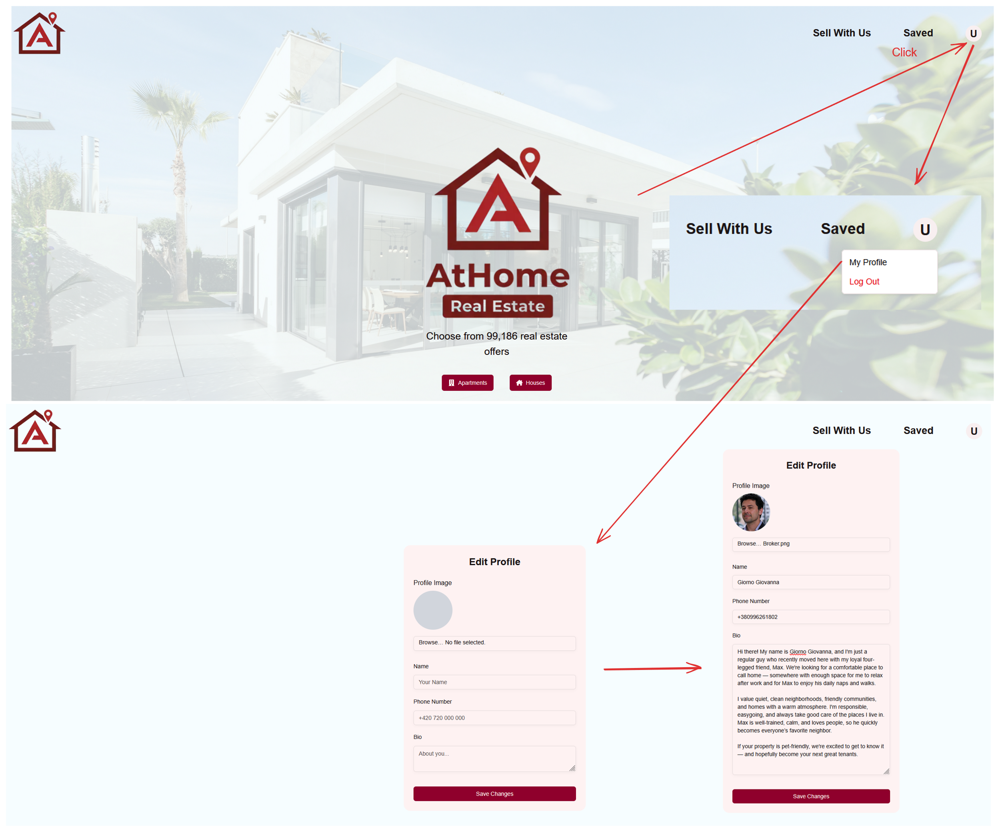 Sell With Us Saved U
Click
A
AtHome
Real Estate
Choose from 99,186 real estate
offers
Apartments Houses
Sell With Us Saved U
My Profile
Log Out
A
Sell With Us Saved U
Edit Profile
Profile Image
Browse... No file selected.
Name
Your Name
Phone Number
+420 720 000 000
Bio
About you...
Save Changes
Edit Profile
Profile Image
Browse... Broker.png
Name
Giorno Giovanna
Phone Number
+380996261802
Bio
Hi there! My name is Giorno Giovanna, and I'm just a
regular guy who recently moved here with my loyal four-
legged friend, Max. We're looking for a comfortable place to
call home — somewhere with enough space for me to relax
after work and for Max to enjoy his daily naps and walks.
I value quiet, clean neighborhoods, friendly communities,
and homes with a warm atmosphere. I'm responsible,
easygoing, and always take good care of the places I live in.
Max is well-trained, calm, and loves people, so he quickly
becomes everyone's favorite neighbor.
If your property is pet-friendly, we're excited to get to know it
— and hopefully become your next great tenants.
Save Changes